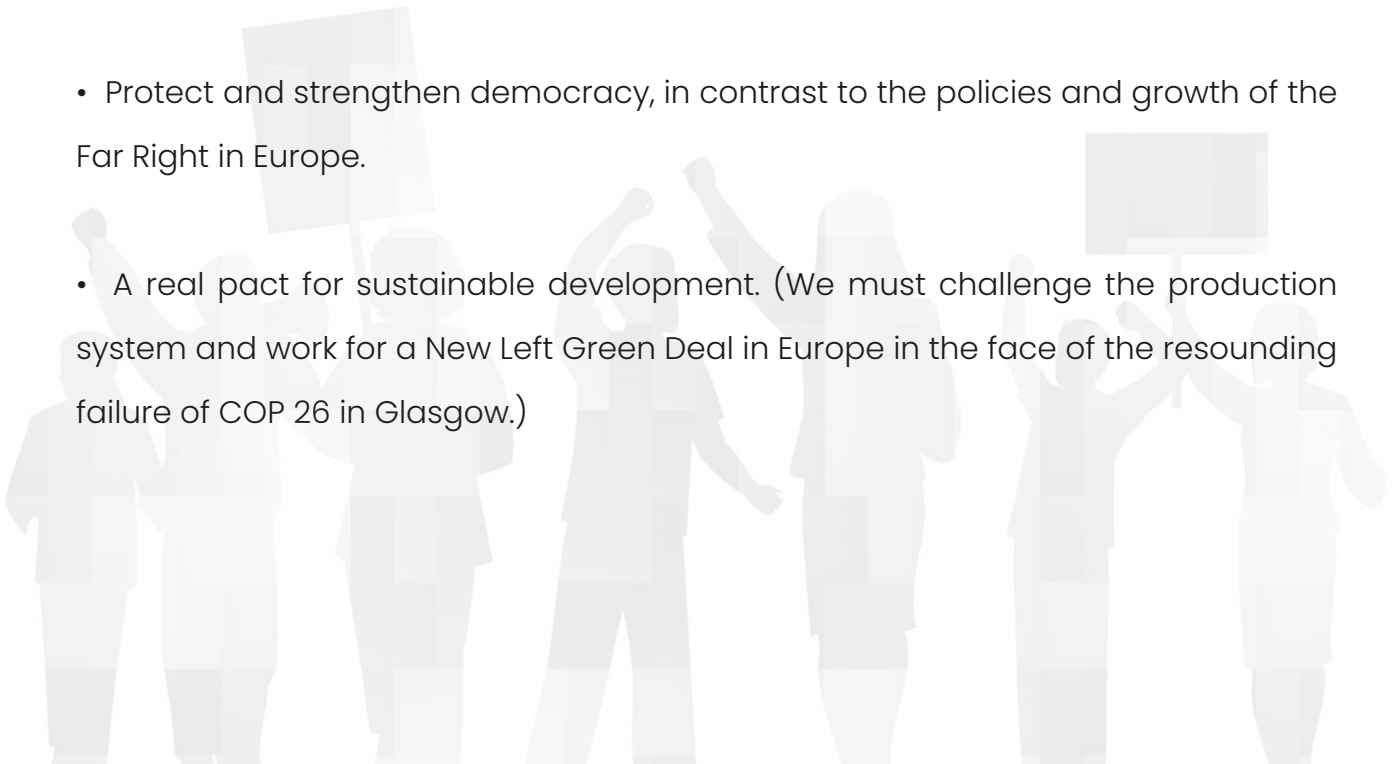 • Protect and strengthen democracy, in contrast to the policies and growth of the
Far Right in Europe.
• A real pact for sustainable development. (We must challenge the production
system and work for a New Left Green Deal in Europe in the face of the resounding
failure of COP 26 in Glasgow.)